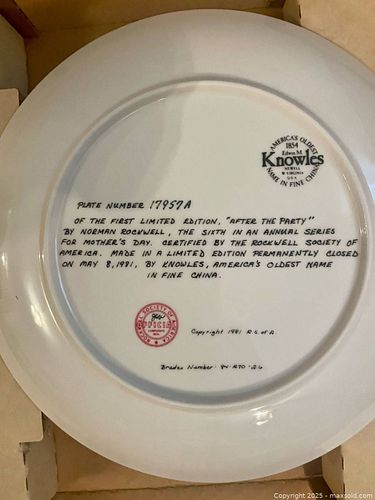 AMERICA'S OLDEST
1854
Edwin M.
Knowles
NEWELL
W. VIRGINIA
U.S.A.
NAME IN FINE CHINA
PLATE NUMBER 17957A
OF THE FIRST LIMITED EDITION, "AFTER THE PARTY"
BY NORMAN ROCKWELL, THE SIXTH IN AN ANNUAL SERIES
FOR MOTHER'S DAY. CERTIFIED BY THE ROCKWELL SOCIETY OF
AMERICA. MADE IN A LIMITED EDITION PERMANENTLY CLOSED
ON MAY 8, 1981, BY KNOWLES, AMERICA'S OLDEST NAME
IN FINE CHINA.
SOCIETY OF
OFFICIAL
Copyright 1981 R.S. of A.
Bradex Number: 84-R70-2.6
Copyright 2025 - maxsold.com